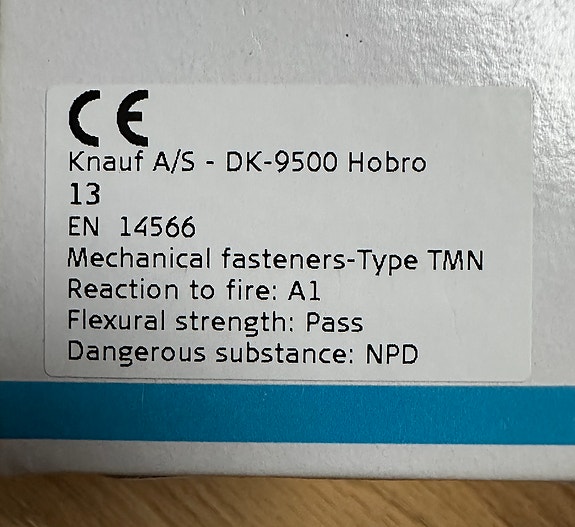 CE
Knauf A/S - DK-9500 Hobro
13
EN 14566
Mechanical fasteners-Type TMN
Reaction to fire: A1
Flexural strength: Pass
Dangerous substance: NPD